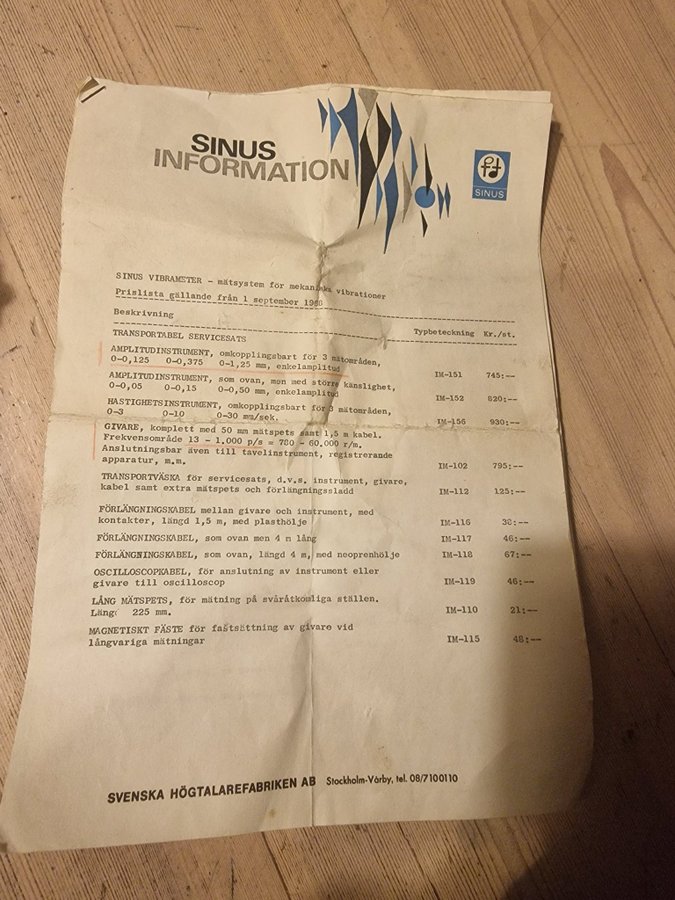 SINUS
INFORMATION
SINUS
SINUS VIBRAMETER - mätsystem för mekaniska vibrationer
Prislista gällande från 1 september 1968
Beskrivning Typbeteckning Kr./st.
TRANSPORTABEL SERVICESATS
AMPLITUDINSTRUMENT, omkopplingsbart för 3 mätområden,
0-0,125 0-0,375 0-1,25 mm, enkelamplitud IM-151 745:--
AMPLITUDINSTRUMENT, som ovan, men med större känslighet,
0-0,05 0-0,15 0-0,50 mm, enkelamplitud IM-152 820:--
HASTIGHETSINSTRUMENT, omkopplingsbart för 3 mätområden,
0-3 0-10 0-30 mm/sek. IM-156 930:--
GIVARE, komplett med 50 mm mätspets samt 1,5 m kabel.
Frekvensområde 13 - 1.000 p/s = 780 - 60.000 r/m.
Anslutningsbar även till tavelinstrument, registrerande
apparatur, m.m. IM-102 795:--
TRANSPORTVÄSKA för servicesats, d.v.s. instrument, givare,
kabel samt extra mätspets och förlängningssladd IM-112 125:--
FÖRLÄNGNINGSKABEL mellan givare och instrument, med
kontakter, längd 1,5 m, med plasthölje IM-116 38:--
FÖRLÄNGNINGSKABEL, som ovan men 4 m lång IM-117 46:--
FÖRLÄNGNINGSKABEL, som ovan, längd 4 m, med neoprenhölje IM-118 67:--
OSCILLOSCOPKABEL, för anslutning av instrument eller
givare till oscilloscop IM-119 46:--
LÅNG MÄTSPETS, för mätning på svåråtkomliga ställen.
Längd 225 mm. IM-110 21:--
MAGNETISKT FÄSTE för fastsättning av givare vid
långvariga mätningar IM-115 48:--
SVENSKA HÖGTALAREFABRIKEN AB Stockholm-Vårby, tel. 08/7100110